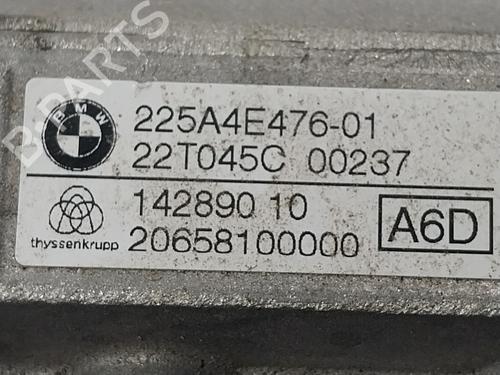 B-PARTS
BMW
225A4E476-01
22T045C 00237
thyssenkrupp
142890 10
20658100000
A6D